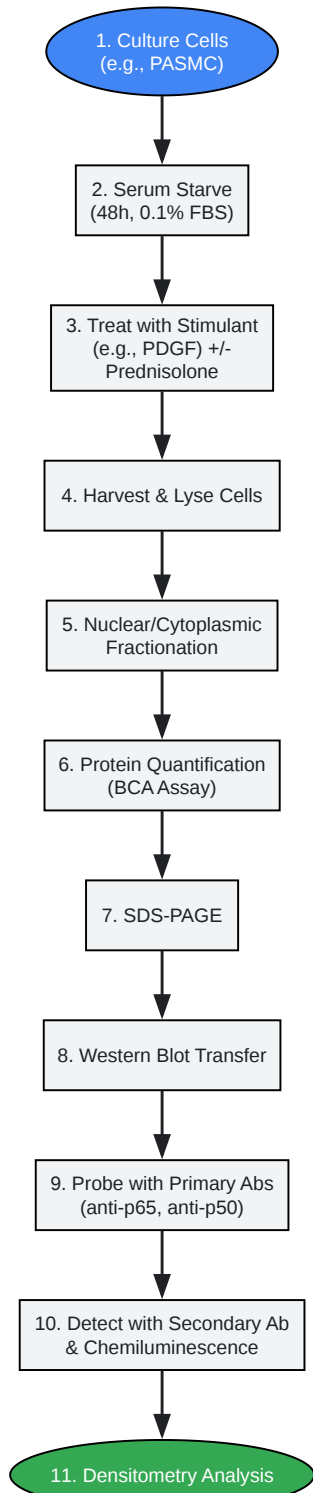 1. Culture Cells
(e.g., PASMC)
2. Serum Starve
(48h, 0.1% FBS)
3. Treat with Stimulant
(e.g., PDGF) +/-
Prednisolone
4. Harvest & Lyse Cells
5. Nuclear/Cytoplasmic
Fractionation
6. Protein Quantification
(BCA Assay)
7. SDS-PAGE
8. Western Blot Transfer
9. Probe with Primary Abs
(anti-p65, anti-p50)
10. Detect with Secondary Ab
& Chemiluminescence
11. Densitometry Analysis